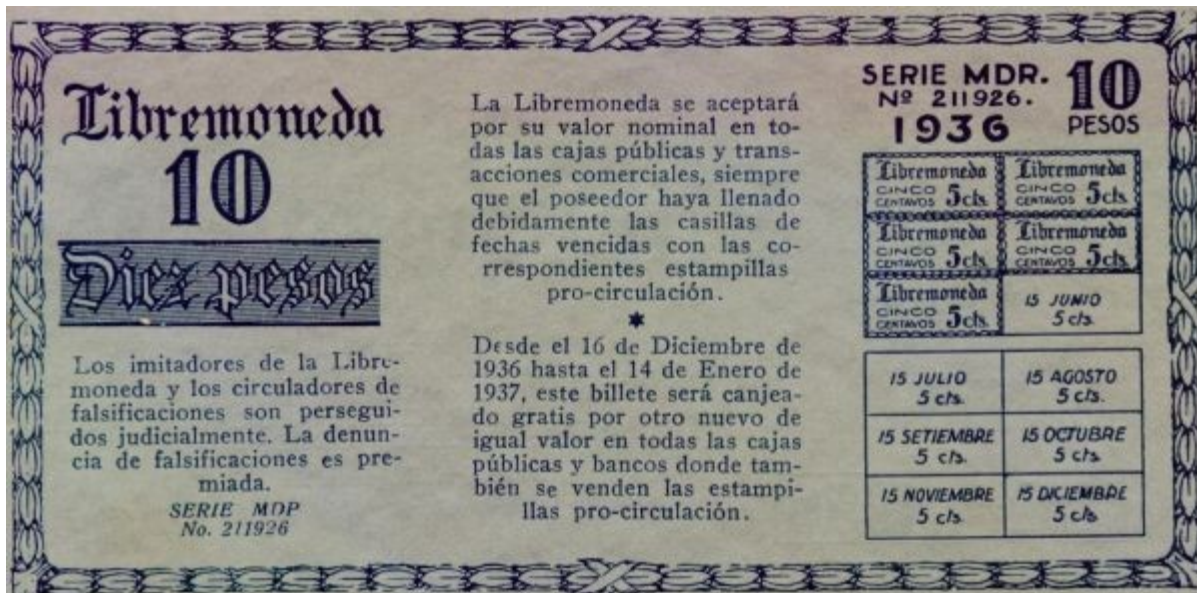 Libremoneda
10
Diez pesos
Los imitadores de la Libre-
moneda y los circuladores de
falsificaciones son persegui-
dos judicialmente. La denun-
cia de falsificaciones es pre-
miada.
SERIE MDP
No. 211926
La Libremoneda se aceptará
por su valor nominal en to-
das las cajas públicas y trans-
acciones comerciales, siempre
que el poseedor haya llenado
debidamente las casillas de
fechas vencidas con las co-
rrespondientes estampillas
pro-circulación.
*
Desde el 16 de Diciembre de
1936 hasta el 14 de Enero de
1937, este billete será canjea-
do gratis por otro nuevo de
igual valor en todas las cajas
públicas y bancos donde tam-
bién se venden las estampi-
llas pro-circulación.
SERIE MDR.
Nº 211926.
1936
10
PESOS
Libremoneda
CINCO CENTAVOS 5 cts.
Libremoneda
CINCO CENTAVOS 5 cts.
Libremoneda
CINCO CENTAVOS 5 cts.
Libremoneda
CINCO CENTAVOS 5 cts.
Libremoneda
CINCO CENTAVOS 5 cts.
15 JUNIO
5 cts.
15 JULIO
5 cts.
15 AGOSTO
5 cts.
15 SETIEMBRE
5 cts.
15 OCTUBRE
5 cts.
15 NOVIEMBRE
5 cts.
15 DICIEMBRE
5 cts.